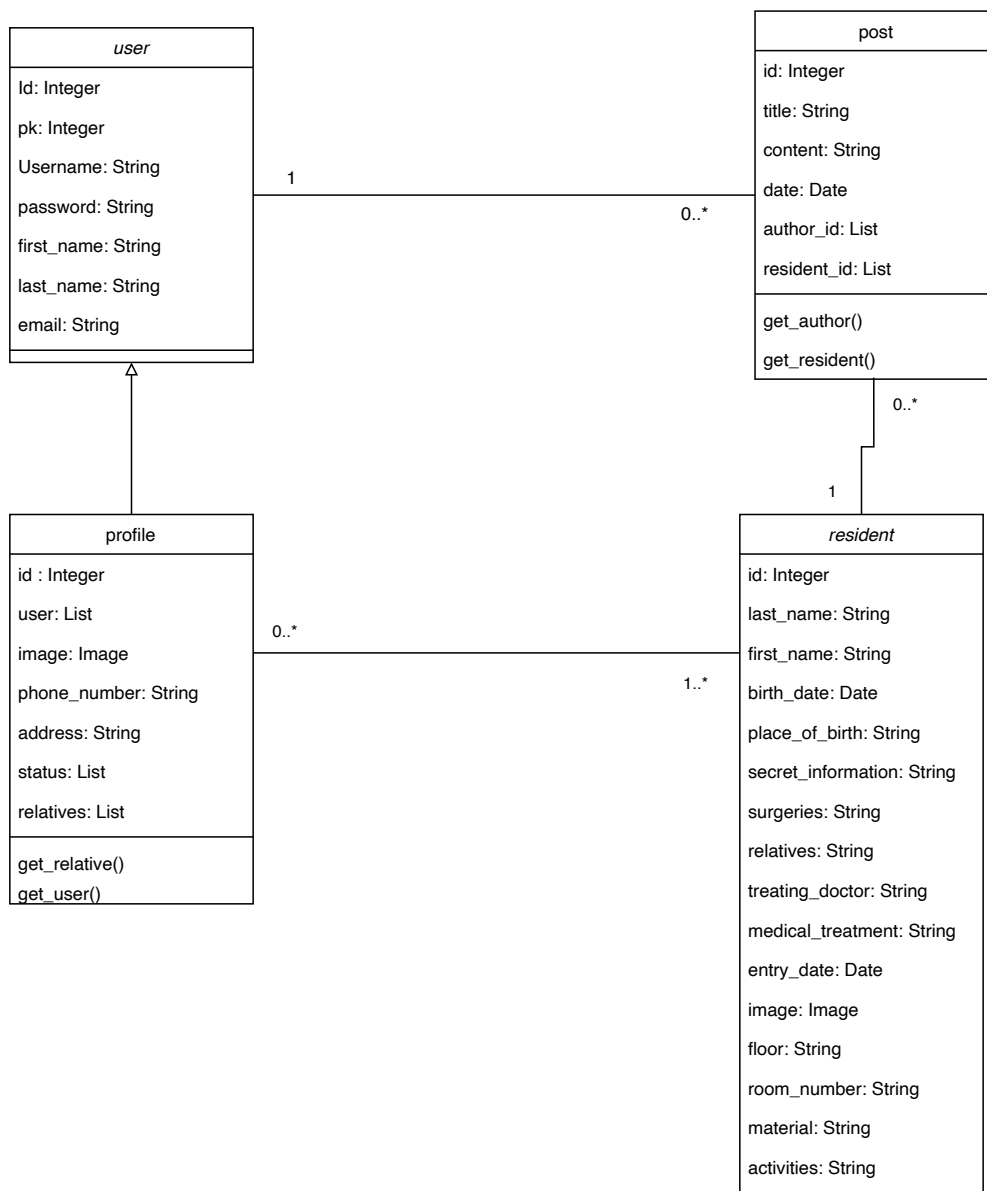 user
Id: Integer
pk: Integer
Username: String
password: String
first_name: String
last_name: String
email: String
1
0..*
post
id: Integer
title: String
content: String
date: Date
author_id: List
resident_id: List
get_author()
get_resident()
0..*
1
profile
id : Integer
user: List
image: Image
phone_number: String
address: String
status: List
relatives: List
get_relative()
get_user()
0..*
1..*
resident
id: Integer
last_name: String
first_name: String
birth_date: Date
place_of_birth: String
secret_information: String
surgeries: String
relatives: String
treating_doctor: String
medical_treatment: String
entry_date: Date
image: Image
floor: String
room_number: String
material: String
activities: String